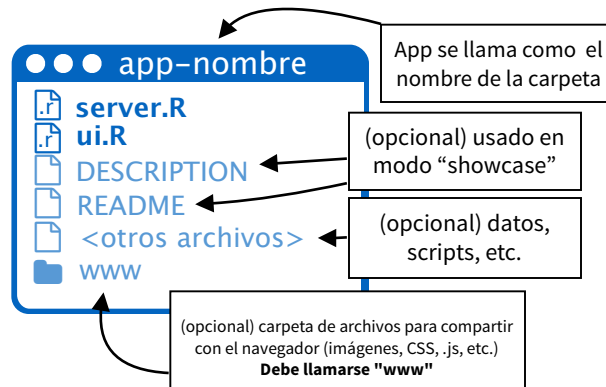 app-nombre
App se llama como el
nombre de la carpeta
.r server.R
.r ui.R
DESCRIPTION
README
<otros archivos>
www
(opcional) usado en
modo “showcase”
(opcional) datos,
scripts, etc.
(opcional) carpeta de archivos para compartir
con el navegador (imágenes, CSS, .js, etc.)
Debe llamarse "www"